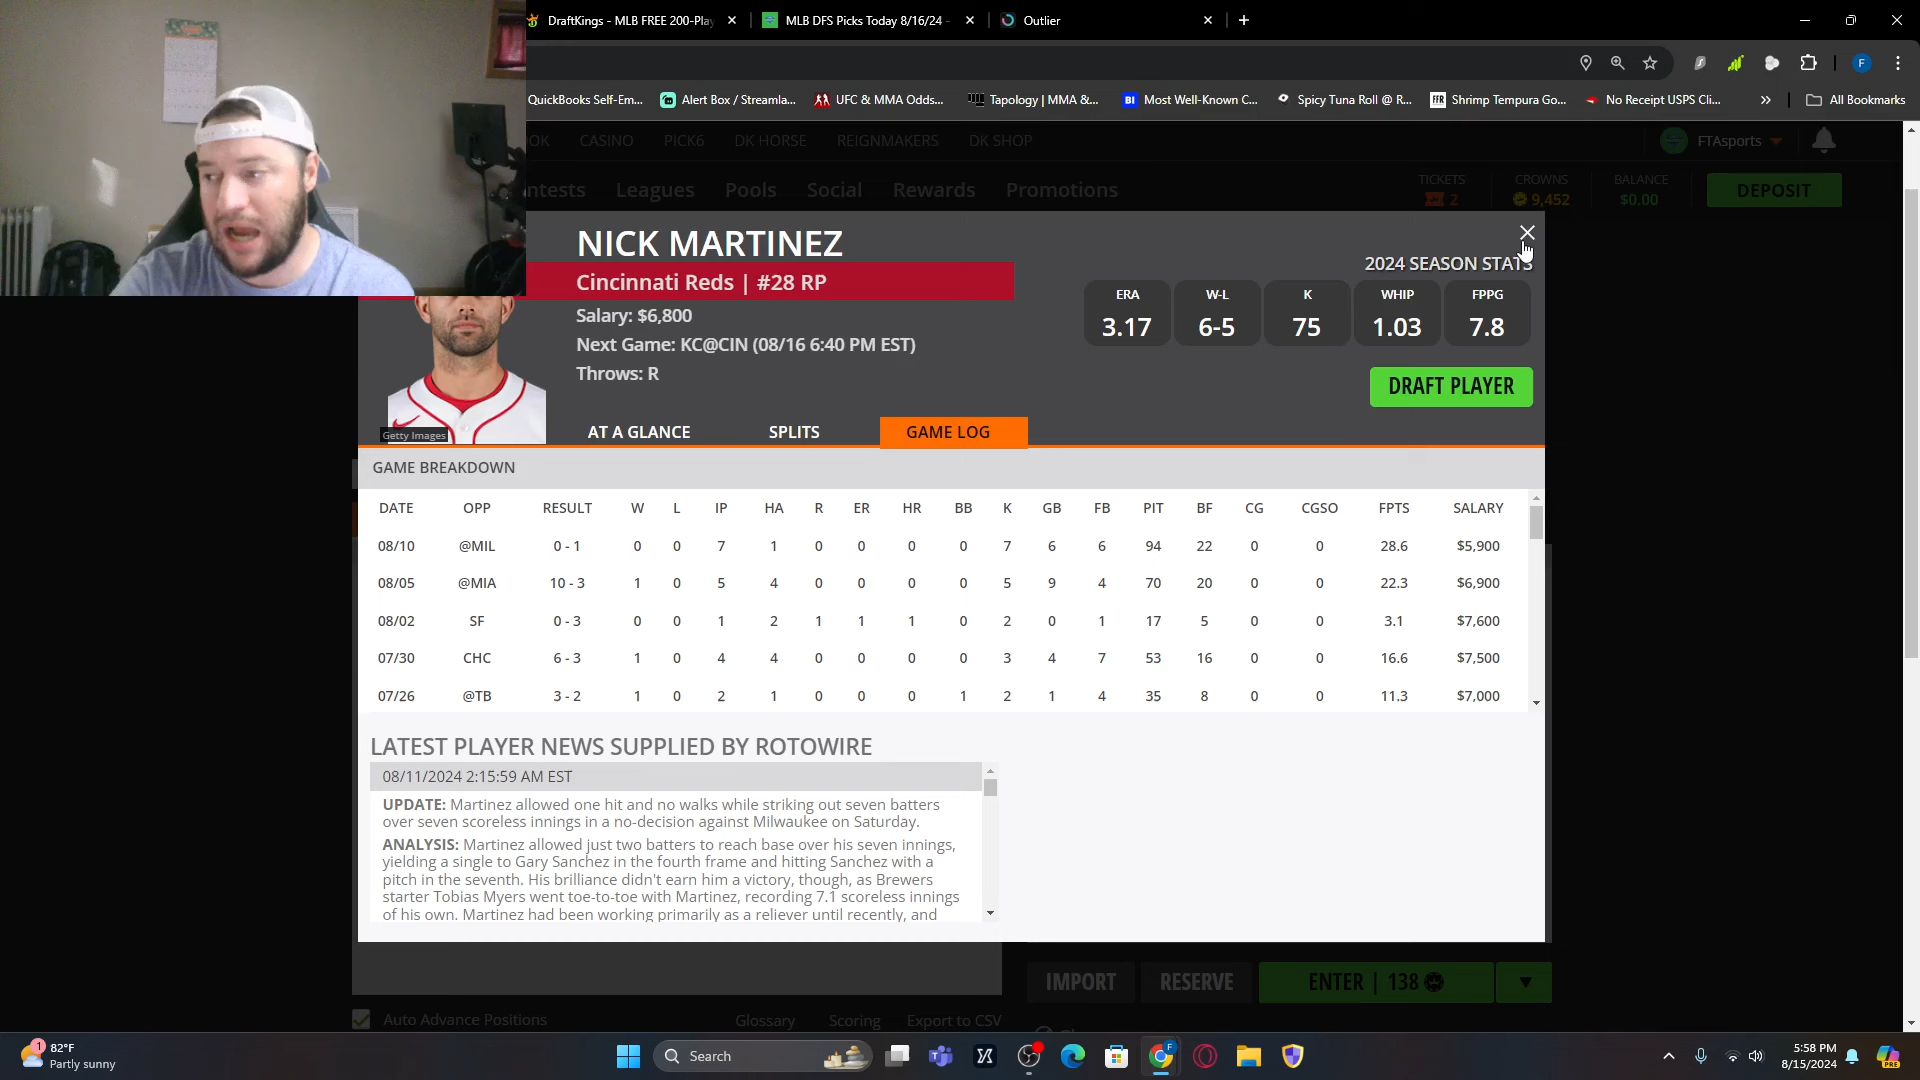 DraftKings - MLB FREE 200-Play
MLB DFS Picks Today 8/16/24 -
Outlier
F
QuickBooks Self-Em...
Alert Box / Streamla...
UFC & MMA Odds...
Tapology | MMA &...
BI Most Well-Known C...
Spicy Tuna Roll @ R...
FFR Shrimp Tempura Go...
No Receipt USPS Cli...
All Bookmarks
OK CASINO PICK6 DK HORSE REIGNMAKERS DK SHOP
FTAsports
ntests Leagues Pools Social Rewards Promotions
TICKETS CROWNS BALANCE
2 9,452 $0.00
DEPOSIT
NICK MARTINEZ
Cincinnati Reds | #28 RP
Salary: $6,800
Next Game: KC@CIN (08/16 6:40 PM EST)
Throws: R
2024 SEASON STATS
ERA W-L K WHIP FPPG
3.17 6-5 75 1.03 7.8
DRAFT PLAYER
Getty Images
AT A GLANCE SPLITS GAME LOG
GAME BREAKDOWN
DATE OPP RESULT W L IP HA R ER HR BB K GB FB PIT BF CG CGSO FPTS SALARY
08/10 @MIL 0 - 1 0 0 7 1 0 0 0 0 7 6 6 94 22 0 0 28.6 $5,900
08/05 @MIA 10 - 3 1 0 5 4 0 0 0 0 5 9 4 70 20 0 0 22.3 $6,900
08/02 SF 0 - 3 0 0 1 2 1 1 1 0 2 0 1 17 5 0 0 3.1 $7,600
07/30 CHC 6 - 3 1 0 4 4 0 0 0 0 3 4 7 53 16 0 0 16.6 $7,500
07/26 @TB 3 - 2 1 0 2 1 0 0 0 1 2 1 4 35 8 0 0 11.3 $7,000
LATEST PLAYER NEWS SUPPLIED BY ROTOWIRE
08/11/2024 2:15:59 AM EST
UPDATE: Martinez allowed one hit and no walks while striking out seven batters
over seven scoreless innings in a no-decision against Milwaukee on Saturday.
ANALYSIS: Martinez allowed just two batters to reach base over his seven innings,
yielding a single to Gary Sanchez in the fourth frame and hitting Sanchez with a
pitch in the seventh. His brilliance didn't earn him a victory, though, as Brewers
starter Tobias Myers went toe-to-toe with Martinez, recording 7.1 scoreless innings
of his own. Martinez had been working primarily as a reliever until recently, and
IMPORT RESERVE ENTER | 138
Auto Advance Positions Glossary Scoring Export to CSV
1
82°F
Partly sunny
Search
F
5:58 PM
8/15/2024
PRE